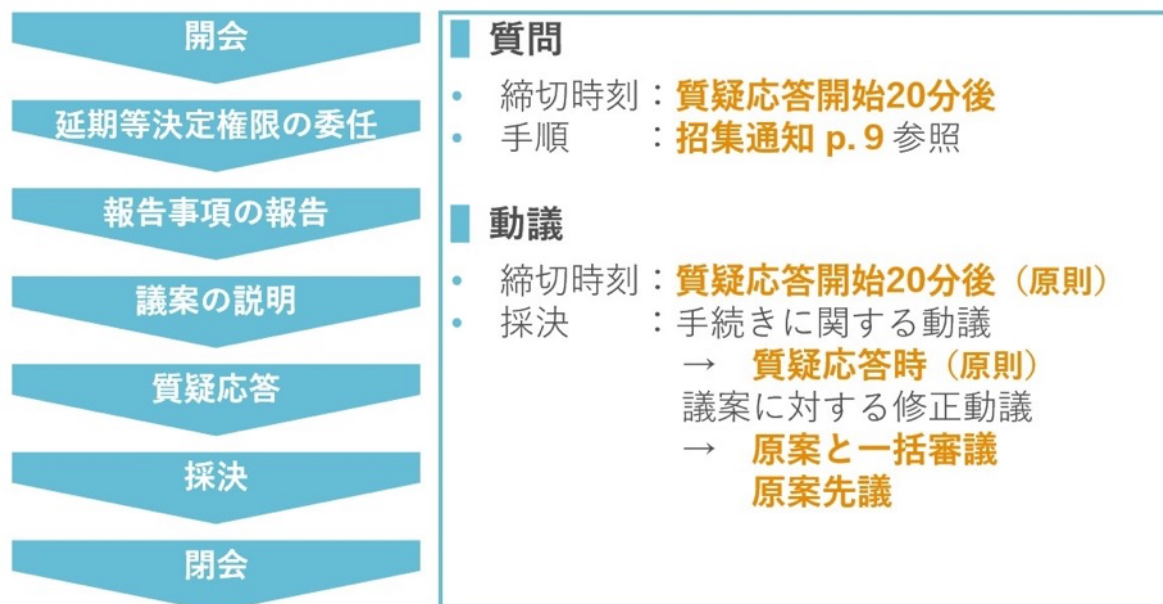 開会
延期等決定権限の委任
報告事項の報告
議案の説明
質疑応答
採決
閉会
質問
• 締切時刻：質疑応答開始20分後
• 手順　　：招集通知 p. 9 参照
動議
• 締切時刻：質疑応答開始20分後（原則）
• 採決　　：手続きに関する動議
→　質疑応答時（原則）
議案に対する修正動議
→　原案と一括審議
原案先議